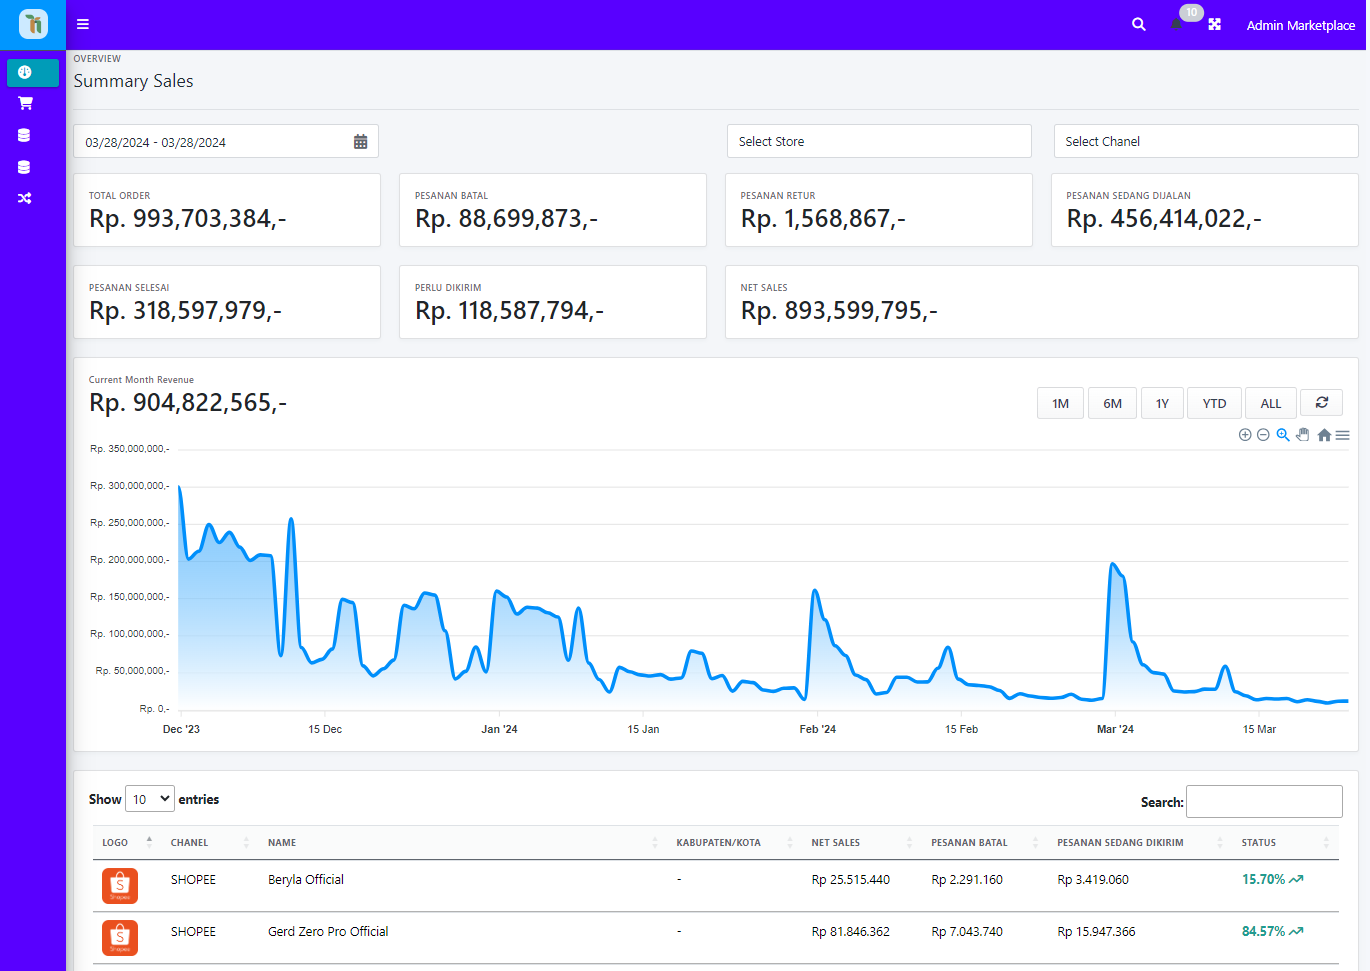 10
Admin Marketplace
OVERVIEW
Summary Sales
03/28/2024 - 03/28/2024
Select Store
Select Chanel
TOTAL ORDER
Rp. 993,703,384,-
PESANAN BATAL
Rp. 88,699,873,-
PESANAN RETUR
Rp. 1,568,867,-
PESANAN SEDANG DIJALAN
Rp. 456,414,022,-
PESANAN SELESAI
Rp. 318,597,979,-
PERLU DIKIRIM
Rp. 118,587,794,-
NET SALES
Rp. 893,599,795,-
Current Month Revenue
Rp. 904,822,565,-
1M 6M 1Y YTD ALL
Rp. 350,000,000,-
Rp. 300,000,000,-
Rp. 250,000,000,-
Rp. 200,000,000,-
Rp. 150,000,000,-
Rp. 100,000,000,-
Rp. 50,000,000,-
Rp. 0,-
Dec '23 15 Dec Jan '24 15 Jan Feb '24 15 Feb Mar '24 15 Mar
Show 10 entries
Search:
LOGO CHANEL NAME KABUPATEN/KOTA NET SALES PESANAN BATAL PESANAN SEDANG DIKIRIM STATUS
S
Shopee
SHOPEE Beryla Official - Rp 25.515.440 Rp 2.291.160 Rp 3.419.060 15.70%
S
Shopee
SHOPEE Gerd Zero Pro Official - Rp 81.846.362 Rp 7.043.740 Rp 15.947.366 84.57%